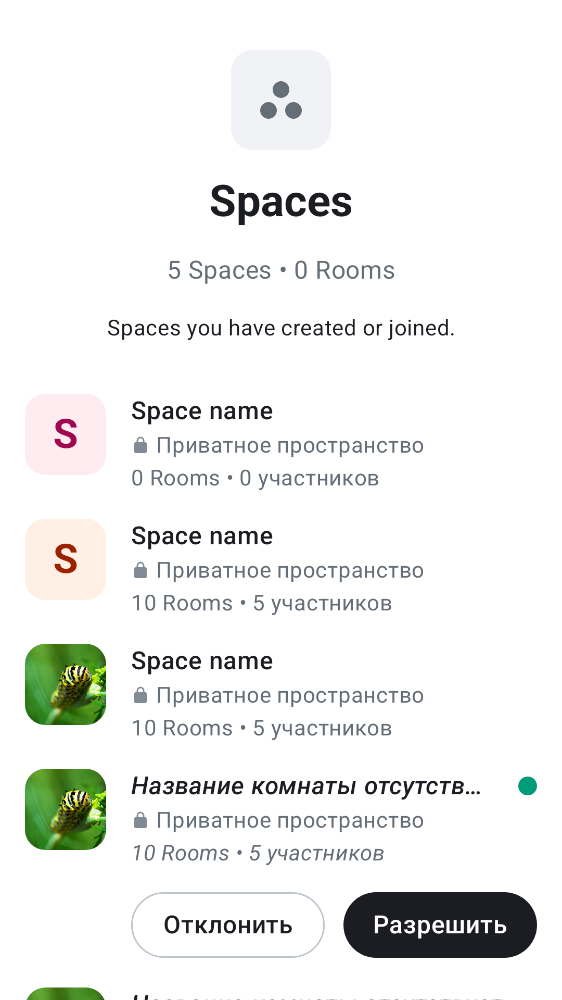 Spaces
5 Spaces • 0 Rooms
Spaces you have created or joined.
S
Space name
Приватное пространство
0 Rooms • 0 участников
S
Space name
Приватное пространство
10 Rooms • 5 участников
Space name
Приватное пространство
10 Rooms • 5 участников
Название комнаты отсутств…
Приватное пространство
10 Rooms • 5 участников
Отклонить
Разрешить